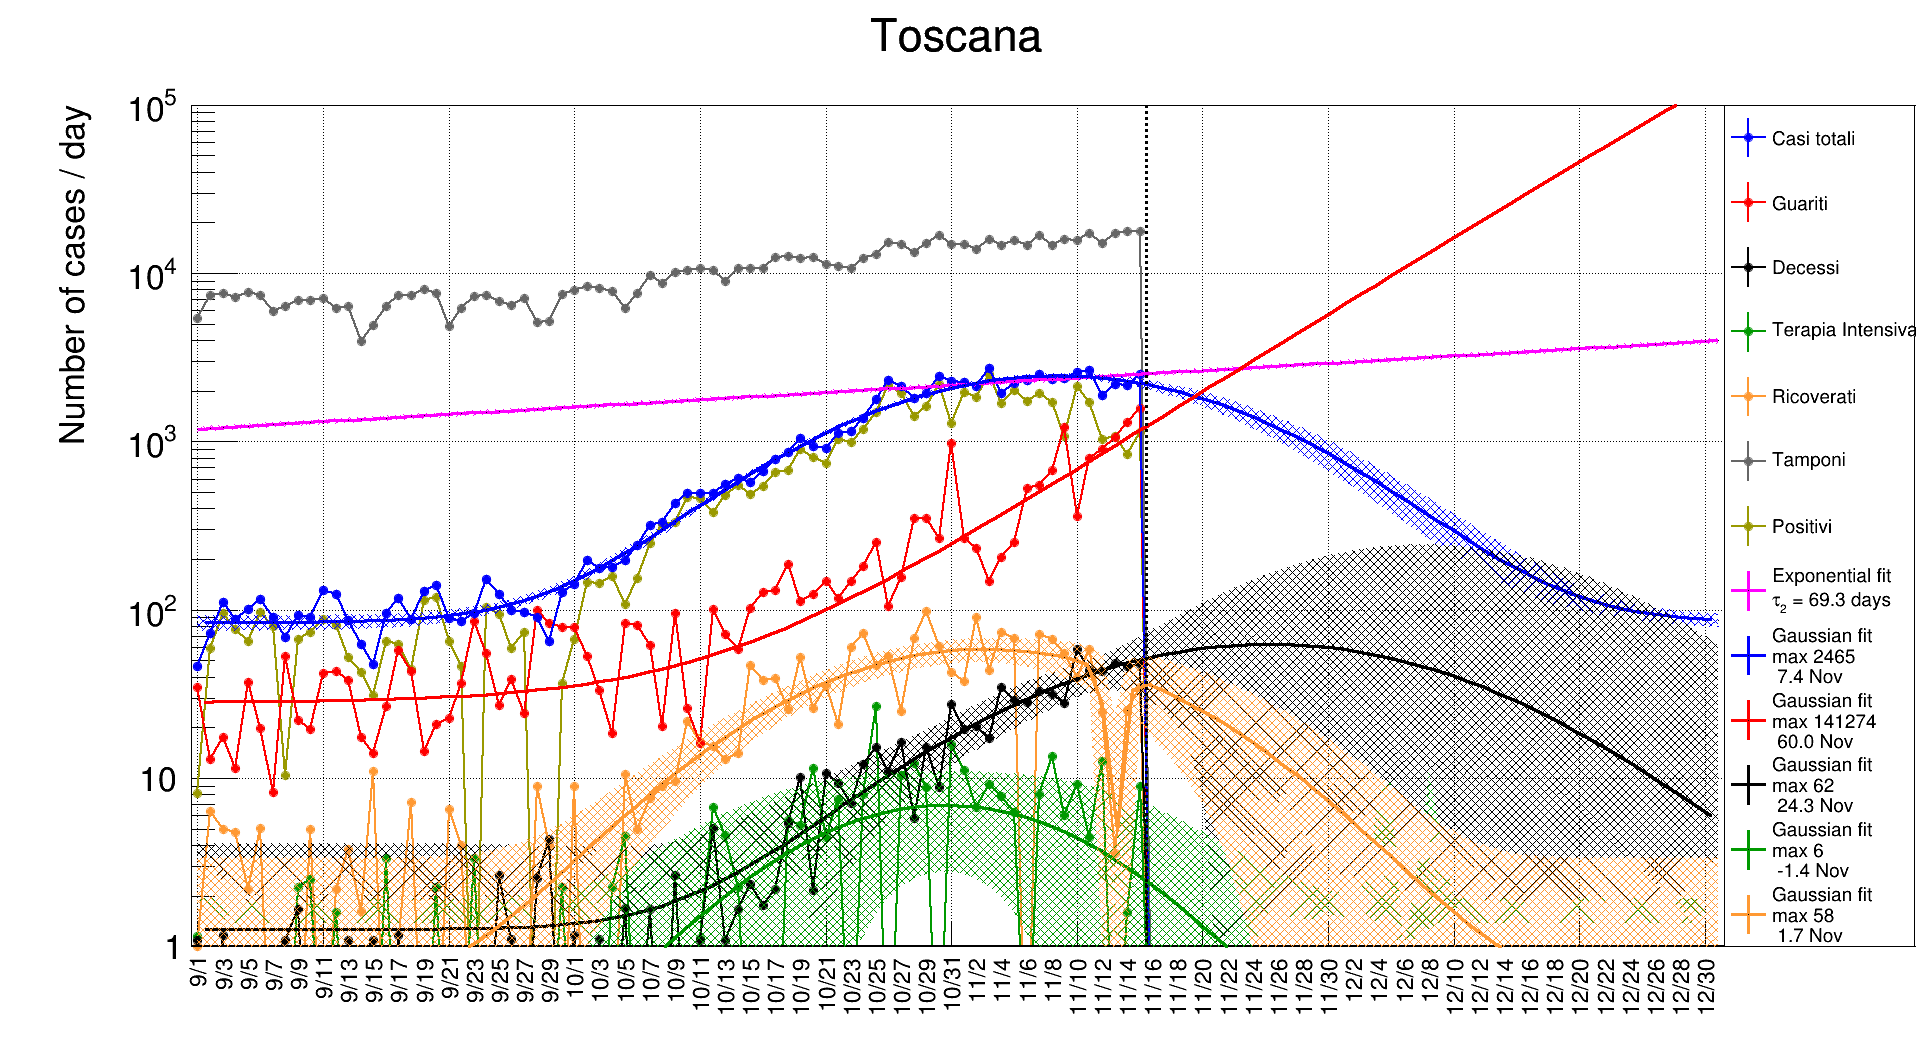 Toscana
Number of cases / day
10^5
10^4
10^3
10^2
10
1
9/1
9/3
9/5
9/7
9/9
9/11
9/13
9/15
9/17
9/19
9/21
9/23
9/25
9/27
9/29
10/1
10/3
10/5
10/7
10/9
10/11
10/13
10/15
10/17
10/19
10/21
10/23
10/25
10/27
10/29
10/31
11/2
11/4
11/6
11/8
11/10
11/12
11/14
11/16
11/18
11/20
11/22
11/24
11/26
11/28
11/30
12/2
12/4
12/6
12/8
12/10
12/12
12/14
12/16
12/18
12/20
12/22
12/24
12/26
12/28
12/30
Casi totali
Guariti
Decessi
Terapia Intensiva
Ricoverati
Tamponi
Positivi
Exponential fit
τ₂ = 69.3 days
Gaussian fit
max 2465
7.4 Nov
Gaussian fit
max 141274
60.0 Nov
Gaussian fit
max 62
24.3 Nov
Gaussian fit
max 6
-1.4 Nov
Gaussian fit
max 58
1.7 Nov